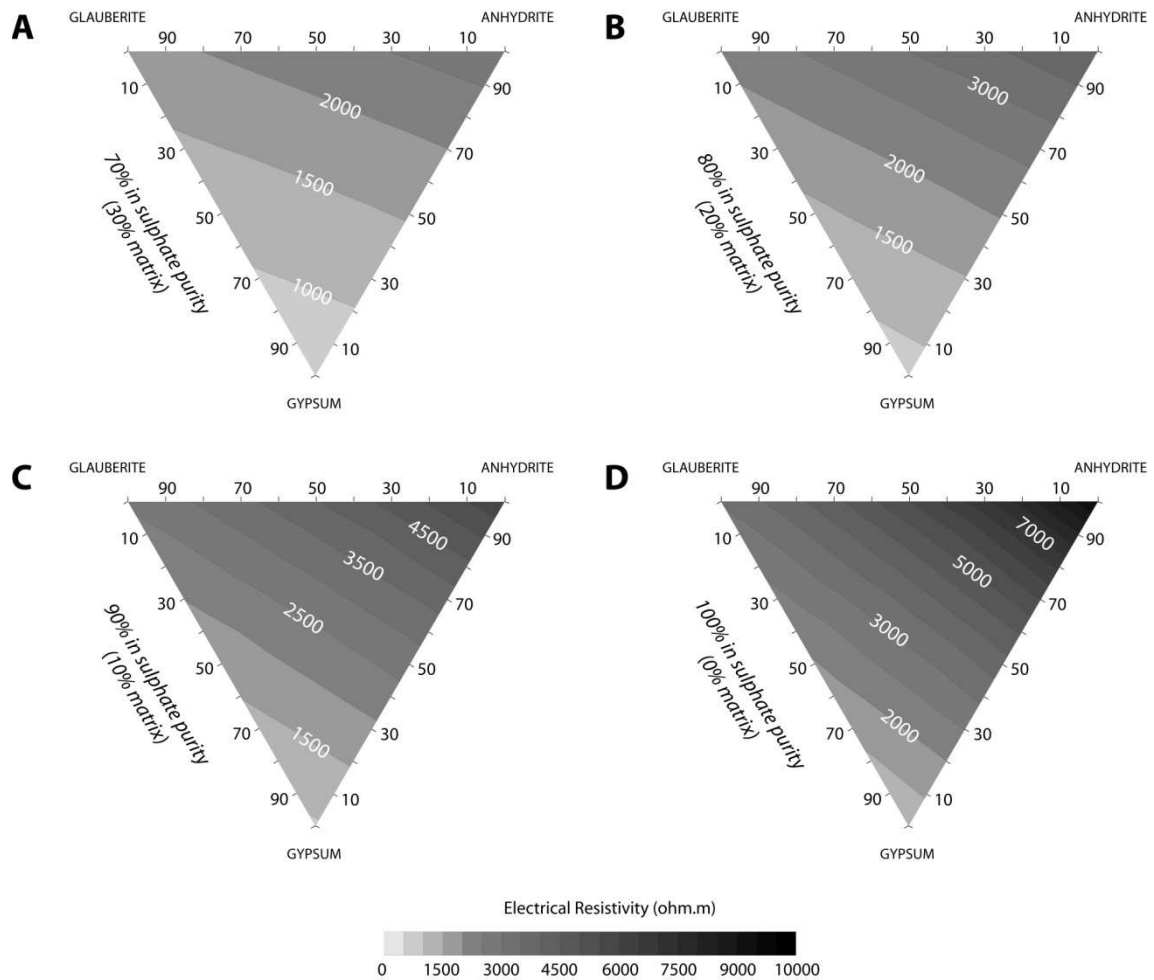 A
GLAUBERITE
ANHYDRITE
90 70 50 30 10
10 90
30 70
50 50
70 30
90 10
2000
1500
1000
70% in sulphate purity
(30% matrix)
GYPSUM
B
GLAUBERITE
ANHYDRITE
90 70 50 30 10
10 90
30 70
50 50
70 30
90 10
3000
2000
1500
80% in sulphate purity
(20% matrix)
GYPSUM
C
GLAUBERITE
ANHYDRITE
90 70 50 30 10
10 90
30 70
50 50
70 30
90 10
4500
3500
2500
1500
90% in sulphate purity
(10% matrix)
GYPSUM
D
GLAUBERITE
ANHYDRITE
90 70 50 30 10
10 90
30 70
50 50
70 30
90 10
7000
5000
3000
2000
100% in sulphate purity
(0% matrix)
GYPSUM
Electrical Resistivity (ohm.m)
0 1500 3000 4500 6000 7500 9000 10000